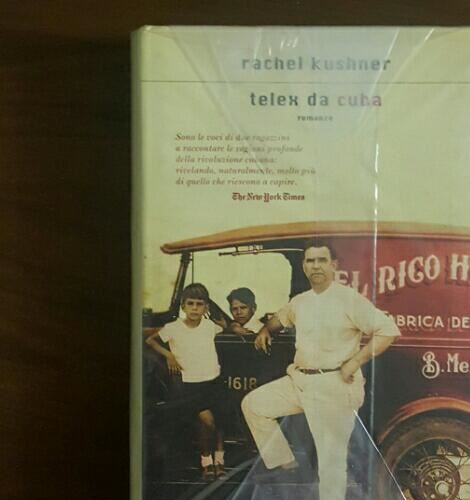 rachel kushner
telex da cuba
romanzo
Sono le voci di due ragazzini
a raccontare le ragioni profonde
della rivoluzione cubana:
rivelando, naturalmente, molto più
di quello che riescono a capire.
The New York Times
EL RICO H
FABRICA DE
B. Me
1618